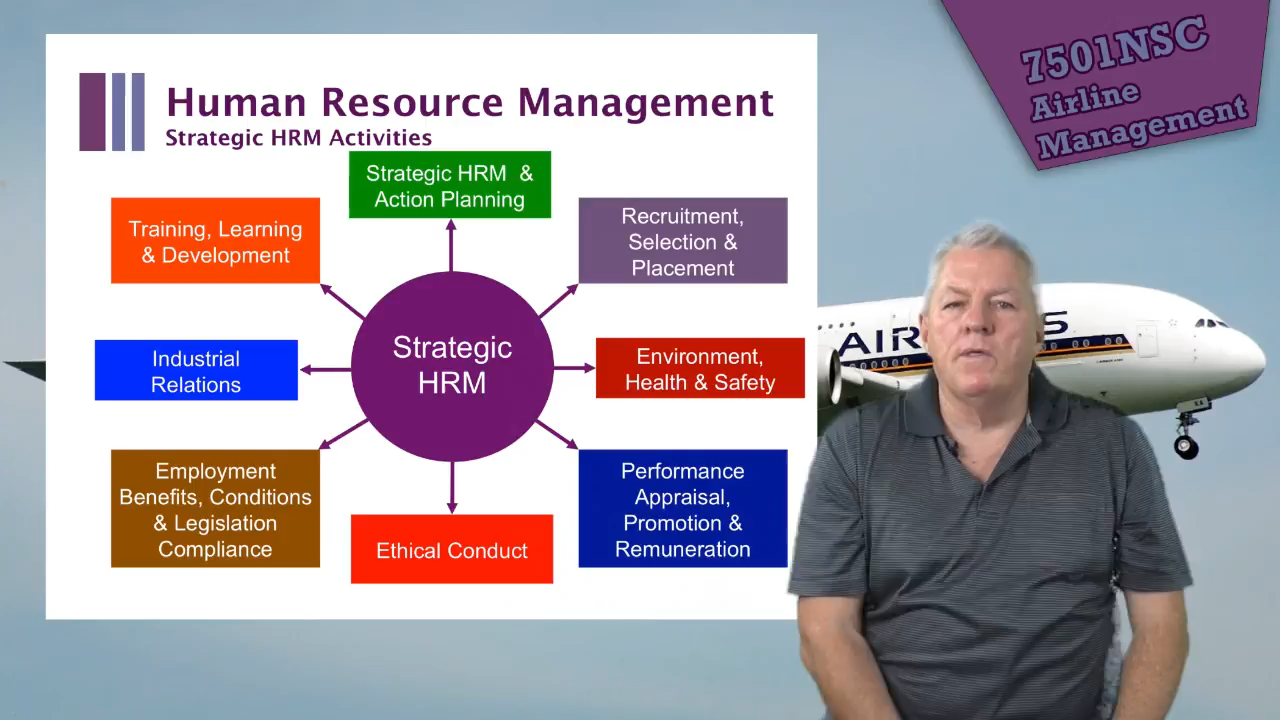 7501NSC
Airline
Management
Human Resource Management
Strategic HRM Activities
Strategic HRM &
Action Planning
Training, Learning
& Development
Recruitment,
Selection &
Placement
Industrial
Relations
Strategic
HRM
Environment,
Health & Safety
Employment
Benefits, Conditions
& Legislation
Compliance
Ethical Conduct
Performance
Appraisal,
Promotion &
Remuneration
AIR
S